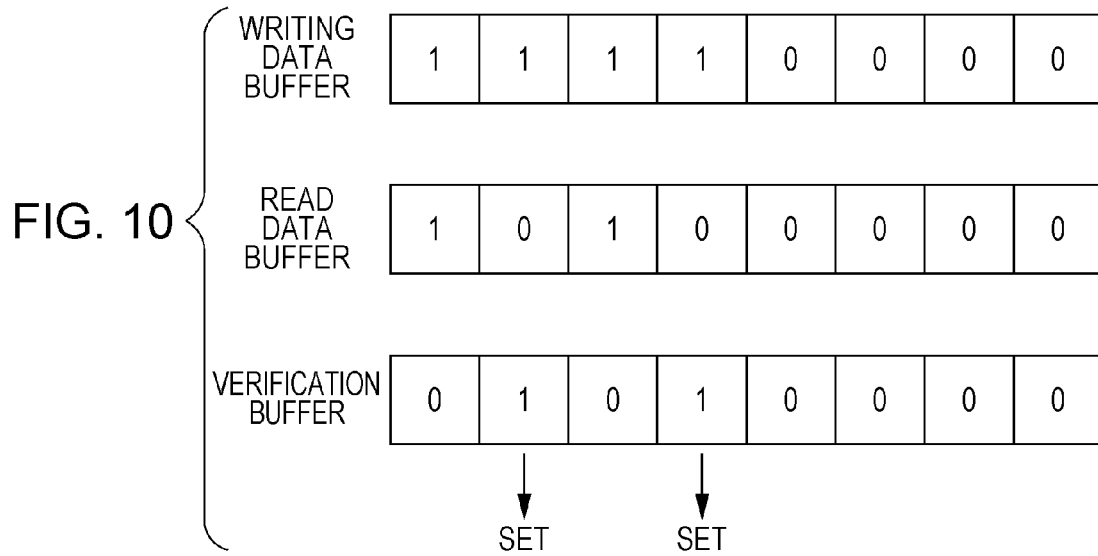 WRITING
DATA
BUFFER
1 1 1 1 0 0 0 0
FIG. 10
READ
DATA
BUFFER
1 0 1 0 0 0 0 0
VERIFICATION
BUFFER
0 1 0 1 0 0 0 0
SET SET